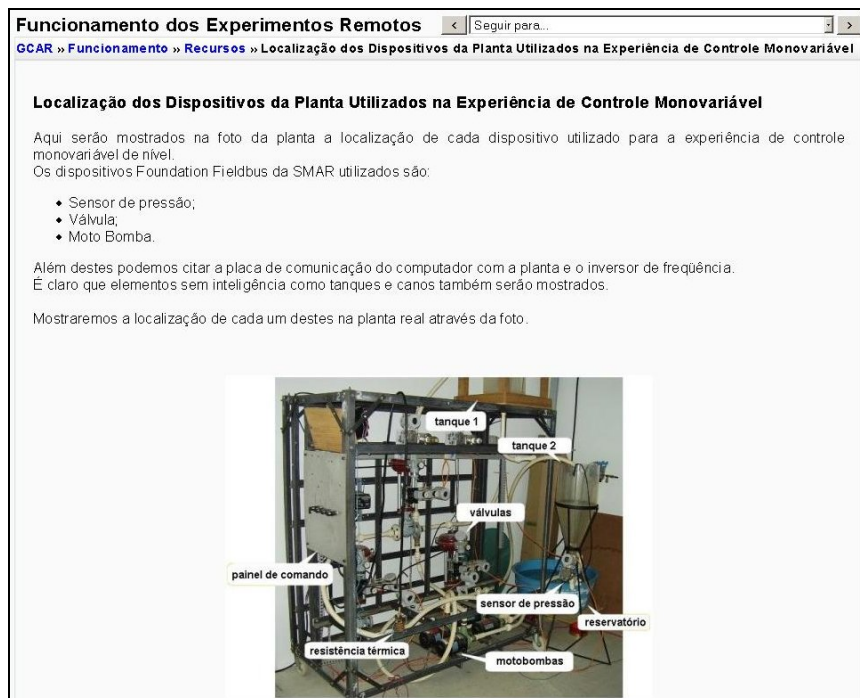 Funcionamento dos Experimentos Remotos
Seguir para...
GCAR » Funcionamento » Recursos » Localização dos Dispositivos da Planta Utilizados na Experiência de Controle Monovariável
Localização dos Dispositivos da Planta Utilizados na Experiência de Controle Monovariável
Aqui serão mostrados na foto da planta a localização de cada dispositivo utilizado para a experiência de controle
monovariável de nível.
Os dispositivos Foundation Fieldbus da SMAR utilizados são:
Sensor de pressão;
Válvula;
Moto Bomba.
Além destes podemos citar a placa de comunicação do computador com a planta e o inversor de freqüência.
É claro que elementos sem inteligência como tanques e canos também serão mostrados.
Mostraremos a localização de cada um destes na planta real através da foto.
tanque 1
tanque 2
válvulas
painel de comando
sensor de pressão
reservatório
resistência térmica
motobombas